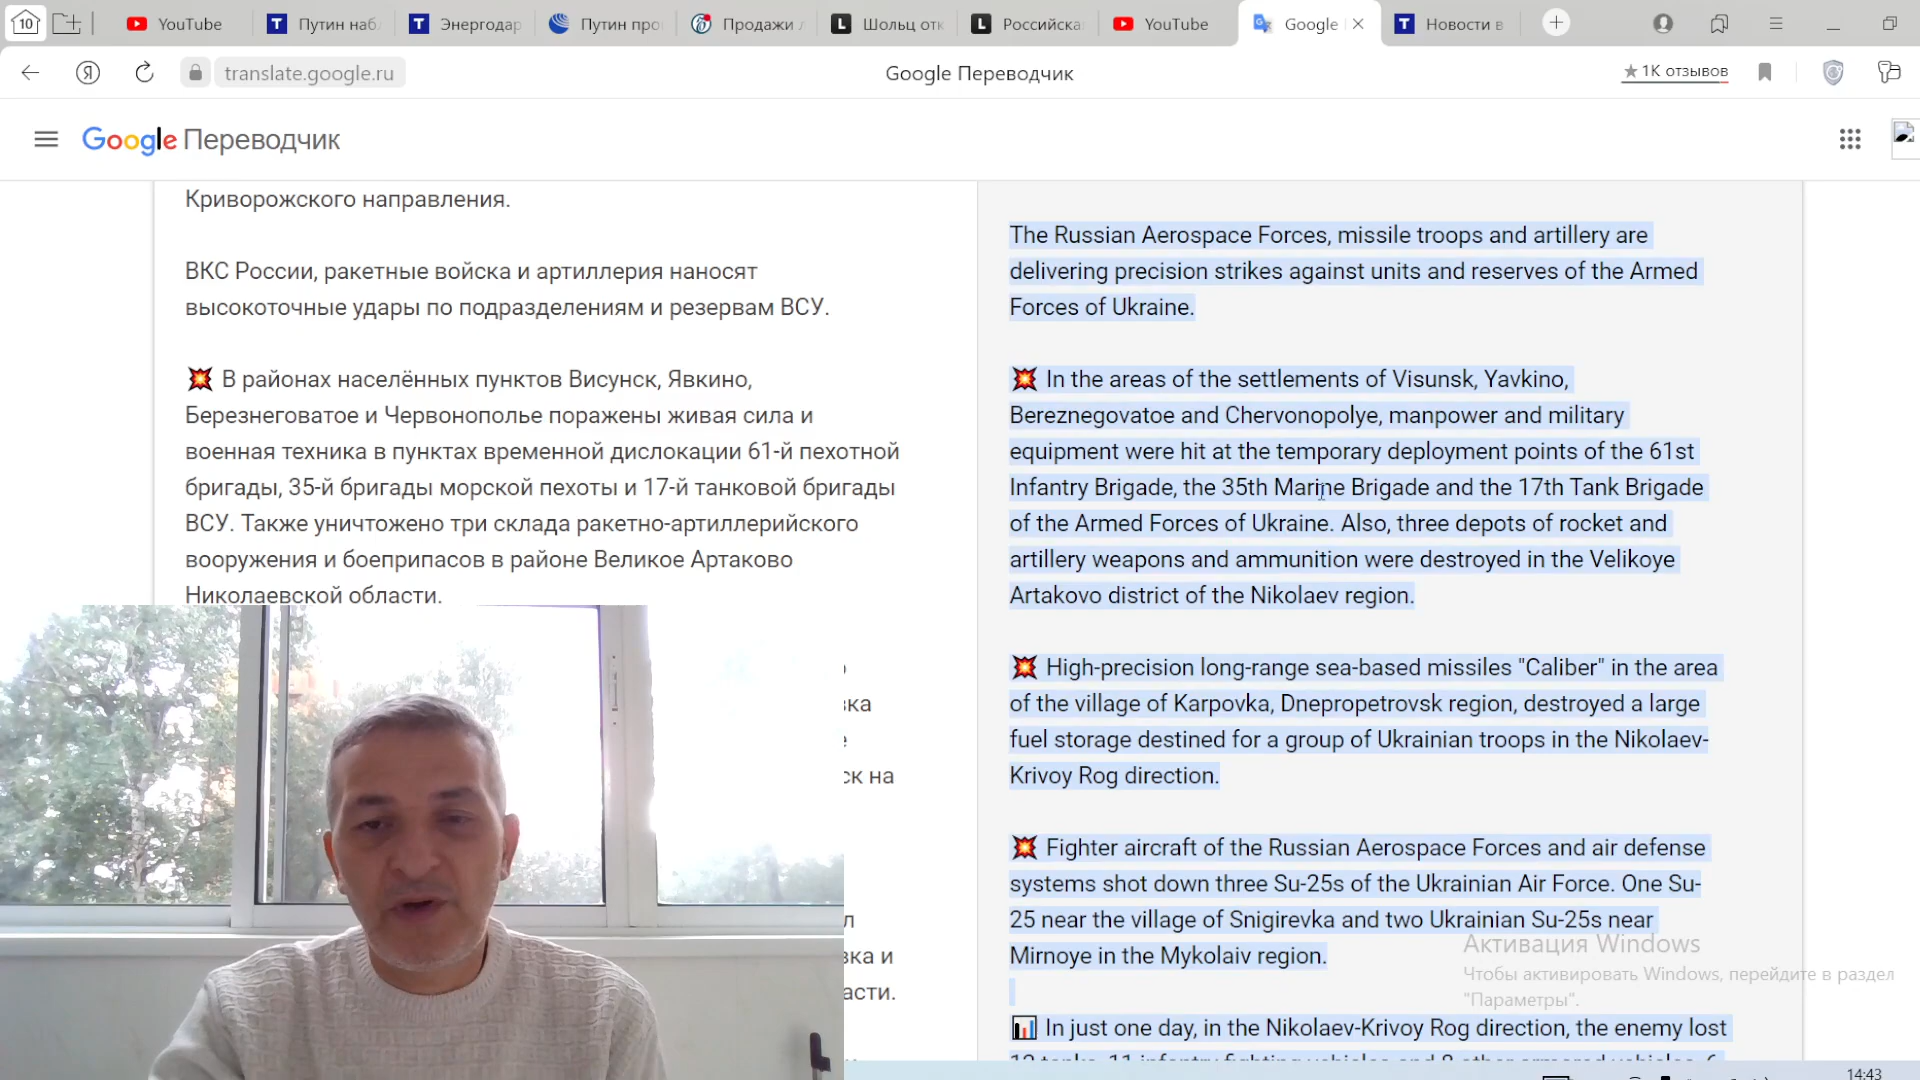 10
YouTube
Путин наб
Энергодар
Путин про
Продажи л
Шольц отк
Российска
YouTube
Google
Новости в
translate.google.ru
Google Переводчик
★ 1К отзывов
Google Переводчик
Криворожского направления.
ВКС России, ракетные войска и артиллерия наносят
высокоточные удары по подразделениям и резервам ВСУ.
💥 В районах населённых пунктов Висунск, Явкино,
Березнеговатое и Червонополье поражены живая сила и
военная техника в пунктах временной дислокации 61-й пехотной
бригады, 35-й бригады морской пехоты и 17-й танковой бригады
ВСУ. Также уничтожено три склада ракетно-артиллерийского
вооружения и боеприпасов в районе Великое Артаково
Николаевской области.
вка
е
ск на
л
вка и
асти.
The Russian Aerospace Forces, missile troops and artillery are
delivering precision strikes against units and reserves of the Armed
Forces of Ukraine.
💥 In the areas of the settlements of Visunsk, Yavkino,
Bereznegovatoe and Chervonopolye, manpower and military
equipment were hit at the temporary deployment points of the 61st
Infantry Brigade, the 35th Marine Brigade and the 17th Tank Brigade
of the Armed Forces of Ukraine. Also, three depots of rocket and
artillery weapons and ammunition were destroyed in the Velikoye
Artakovo district of the Nikolaev region.
💥 High-precision long-range sea-based missiles "Caliber" in the area
of the village of Karpovka, Dnepropetrovsk region, destroyed a large
fuel storage destined for a group of Ukrainian troops in the Nikolaev-
Krivoy Rog direction.
💥 Fighter aircraft of the Russian Aerospace Forces and air defense
systems shot down three Su-25s of the Ukrainian Air Force. One Su-
25 near the village of Snigirevka and two Ukrainian Su-25s near
Mirnoye in the Mykolaiv region.
📊 In just one day, in the Nikolaev-Krivoy Rog direction, the enemy lost
Активация Windows
Чтобы активировать Windows, перейдите в раздел
"Параметры".
14:43